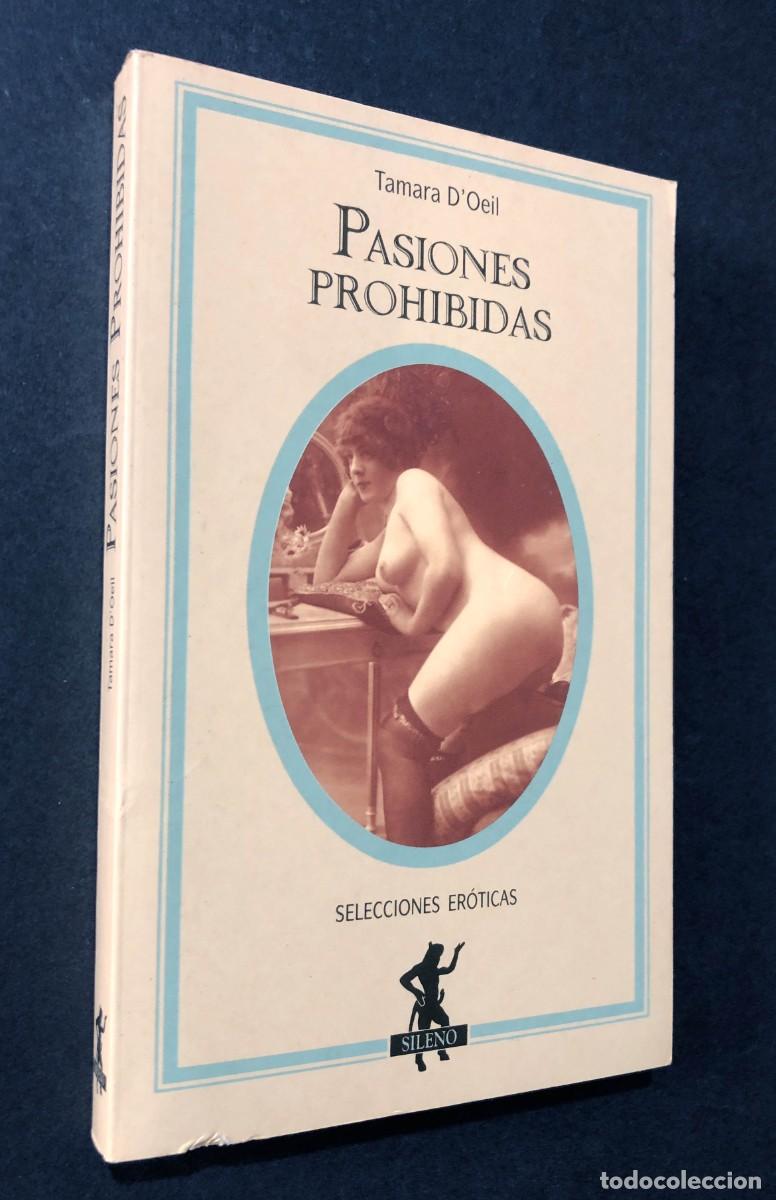 Tamara D'Oeil
PASIONES
PROHIBIDAS
SELECCIONES ERÓTICAS
SILENO
Tamara D'Oeil PASIONES PROHIBIDAS
todocoleccion